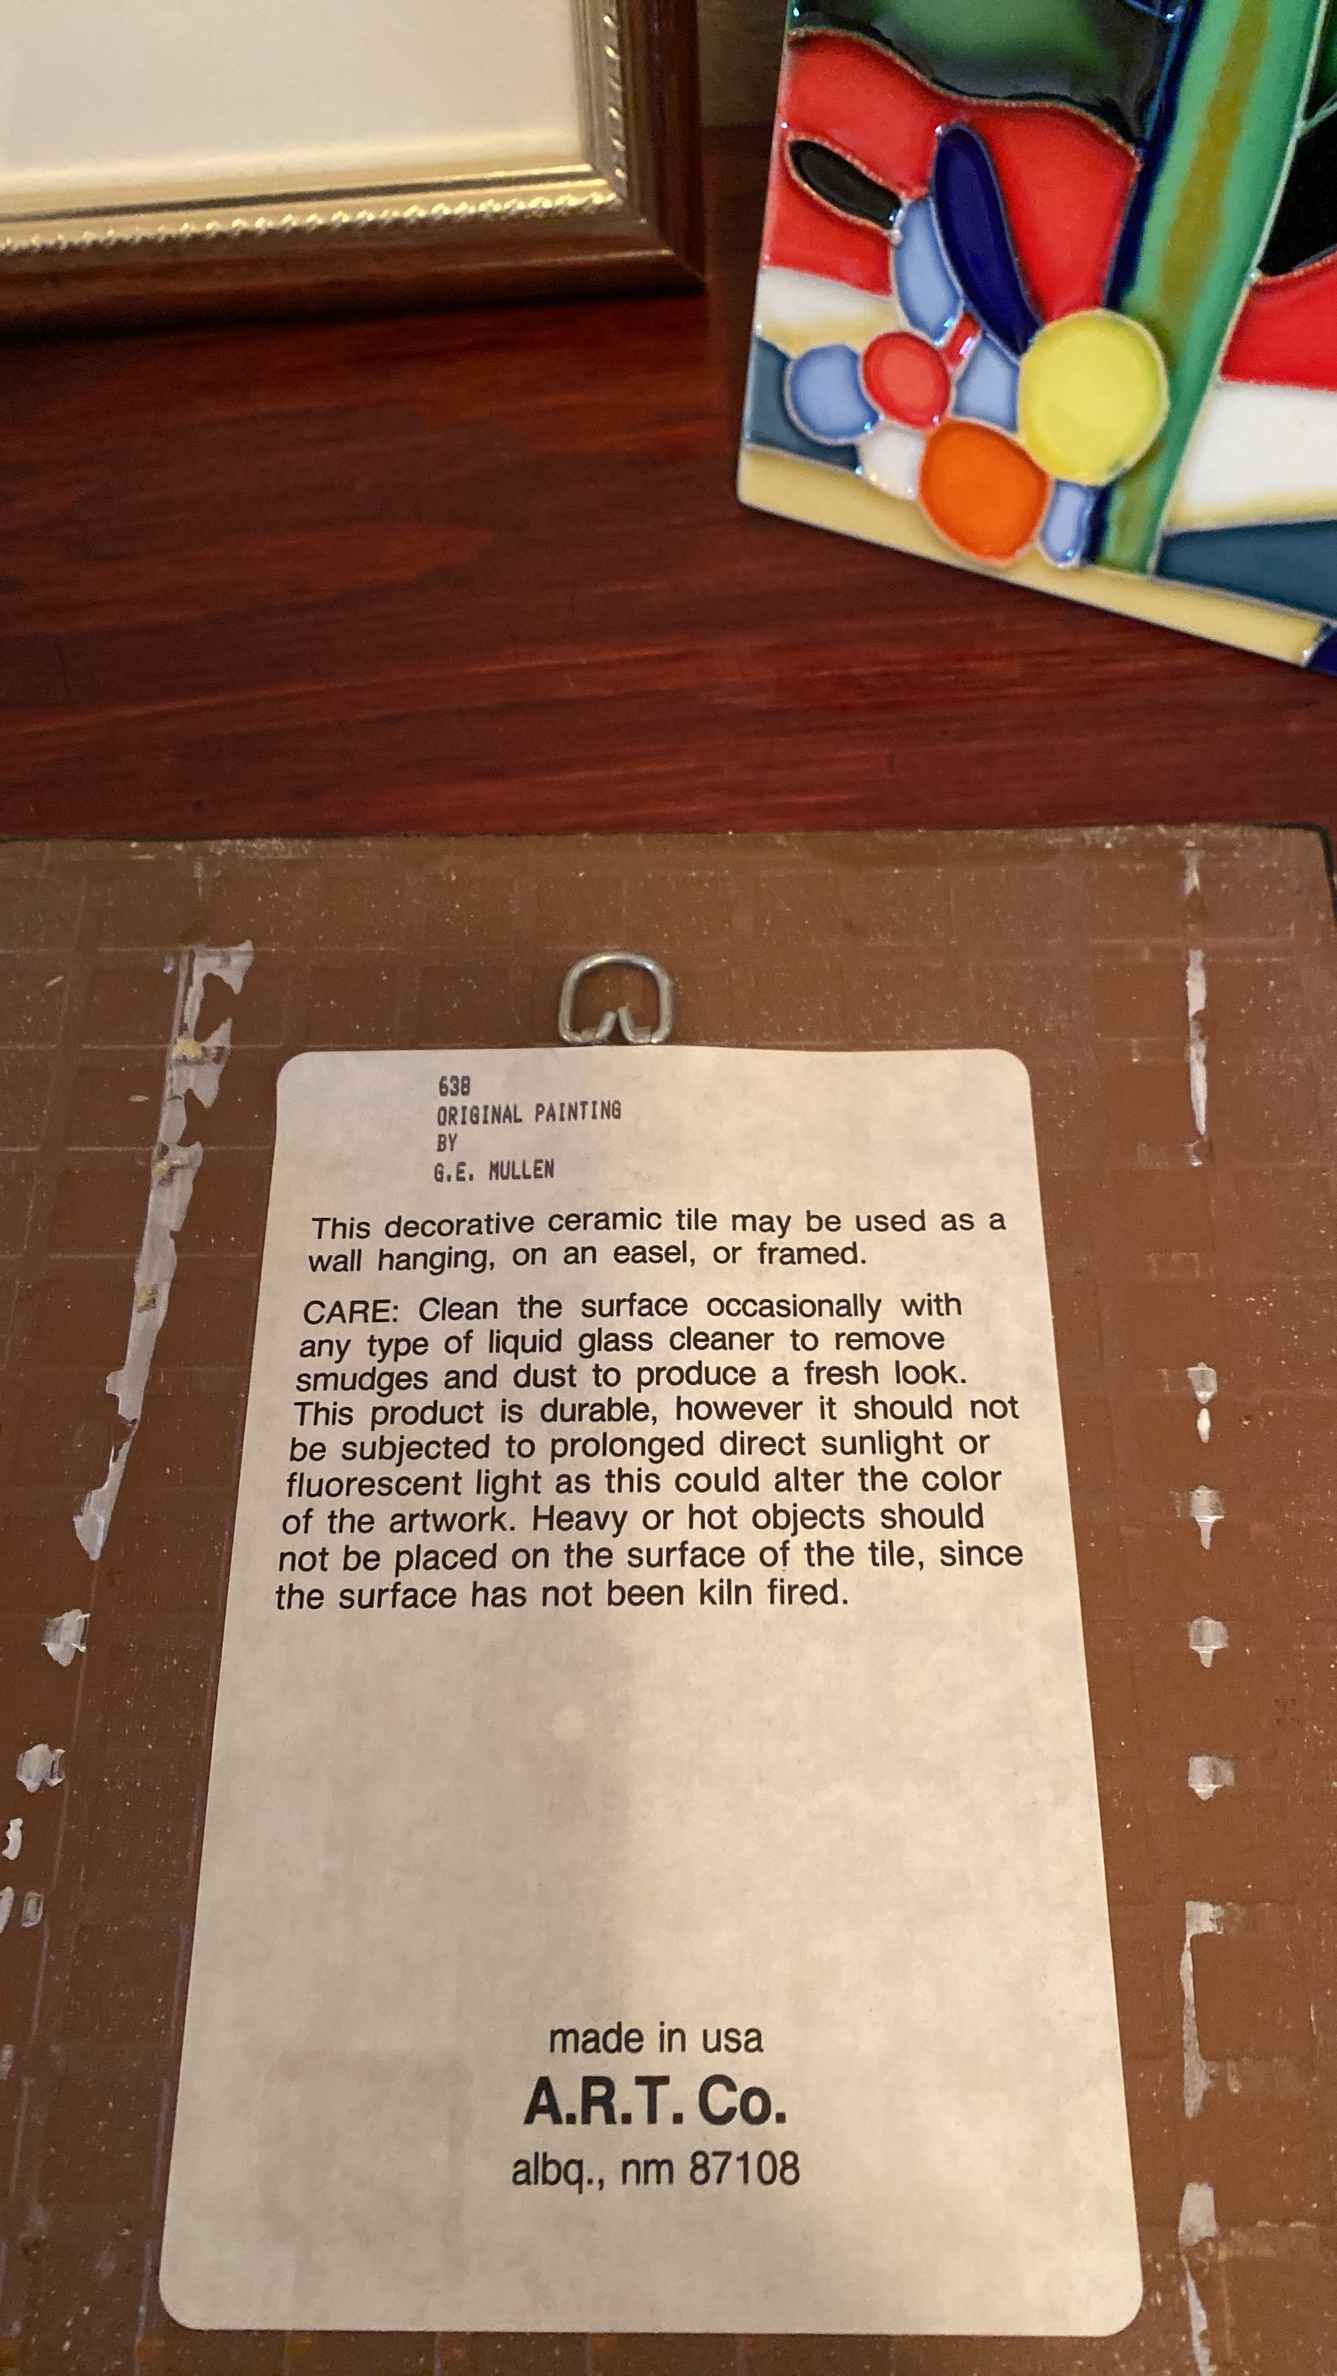 638
ORIGINAL PAINTING
BY
G.E. MULLEN
This decorative ceramic tile may be used as a
wall hanging, on an easel, or framed.
CARE: Clean the surface occasionally with
any type of liquid glass cleaner to remove
smudges and dust to produce a fresh look.
This product is durable, however it should not
be subjected to prolonged direct sunlight or
fluorescent light as this could alter the color
of the artwork. Heavy or hot objects should
not be placed on the surface of the tile, since
the surface has not been kiln fired.
made in usa
A.R.T. Co.
albq., nm 87108